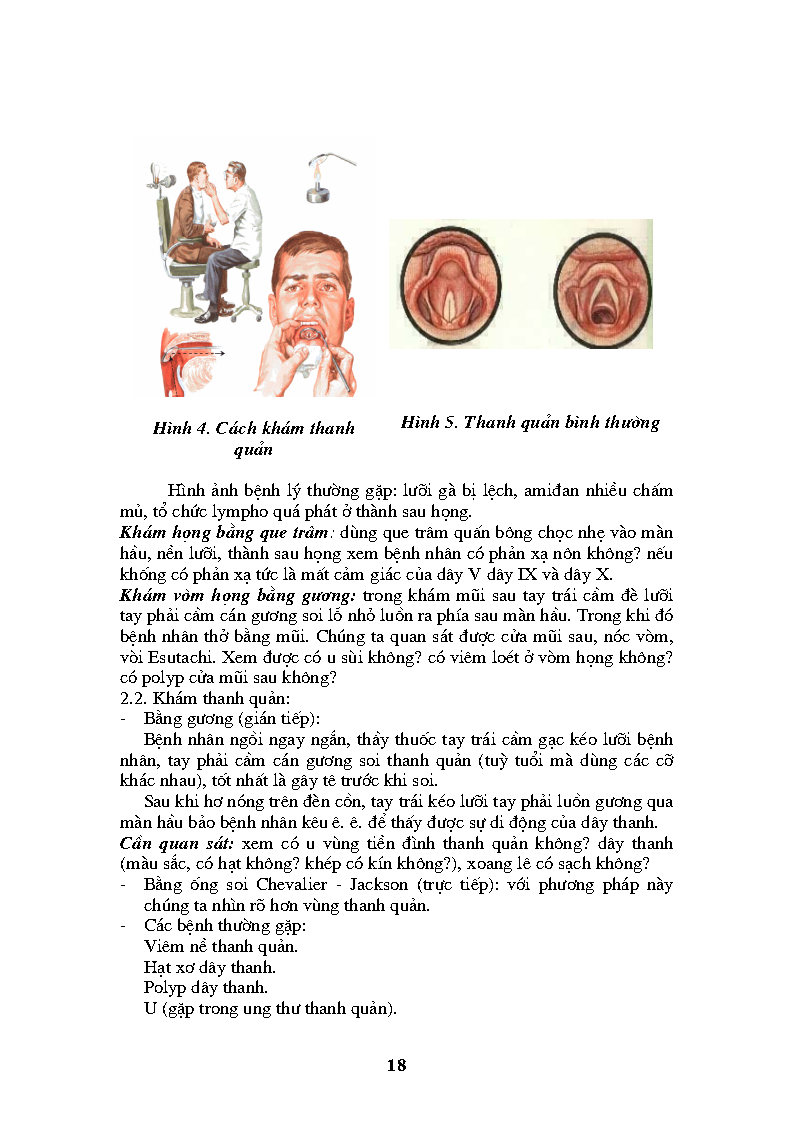 Hình 4. Cách khám thanh
quản
Hình 5. Thanh quản bình thường
Hình ảnh bệnh lý thường gặp: lưỡi gà bị lệch, amiđan nhiều chấm
mủ, tổ chức lympho quá phát ở thành sau họng.
Khám họng bằng que trâm: dùng que trâm quấn bông chọc nhẹ vào màn
hầu, nền lưỡi, thành sau họng xem bệnh nhân có phản xạ nôn không? nếu
khống có phản xạ tức là mất cảm giác của dây V dây IX và dây X.
Khám vòm họng bằng gương: trong khám mũi sau tay trái cầm đè lưỡi
tay phải cầm cán gương soi lỗ nhỏ luồn ra phía sau màn hầu. Trong khi đó
bệnh nhân thở bằng mũi. Chúng ta quan sát được cửa mũi sau, nóc vòm,
vòi Esutachi. Xem được có u sùi không? có viêm loét ở vòm họng không?
có polyp cửa mũi sau không?
2.2. Khám thanh quản:
- Bằng gương (gián tiếp):
Bệnh nhân ngồi ngay ngắn, thầy thuốc tay trái cầm gạc kéo lưỡi bệnh
nhân, tay phải cầm cán gương soi thanh quản (tuỳ tuổi mà dùng các cỡ
khác nhau), tốt nhất là gây tê trước khi soi.
Sau khi hơ nóng trên đèn cồn, tay trái kéo lưỡi tay phải luồn gương qua
màn hầu bảo bệnh nhân kêu ê. ê. để thấy được sự di động của dây thanh.
Cần quan sát: xem có u vùng tiền đình thanh quản không? dây thanh
(màu sắc, có hạt không? khép có kín không?), xoang lê có sạch không?
- Bằng ống soi Chevalier - Jackson (trực tiếp): với phương pháp này
chúng ta nhìn rõ hơn vùng thanh quản.
- Các bệnh thường gặp:
Viêm nề thanh quản.
Hạt xơ dây thanh.
Polyp dây thanh.
U (gặp trong ung thư thanh quản).
18